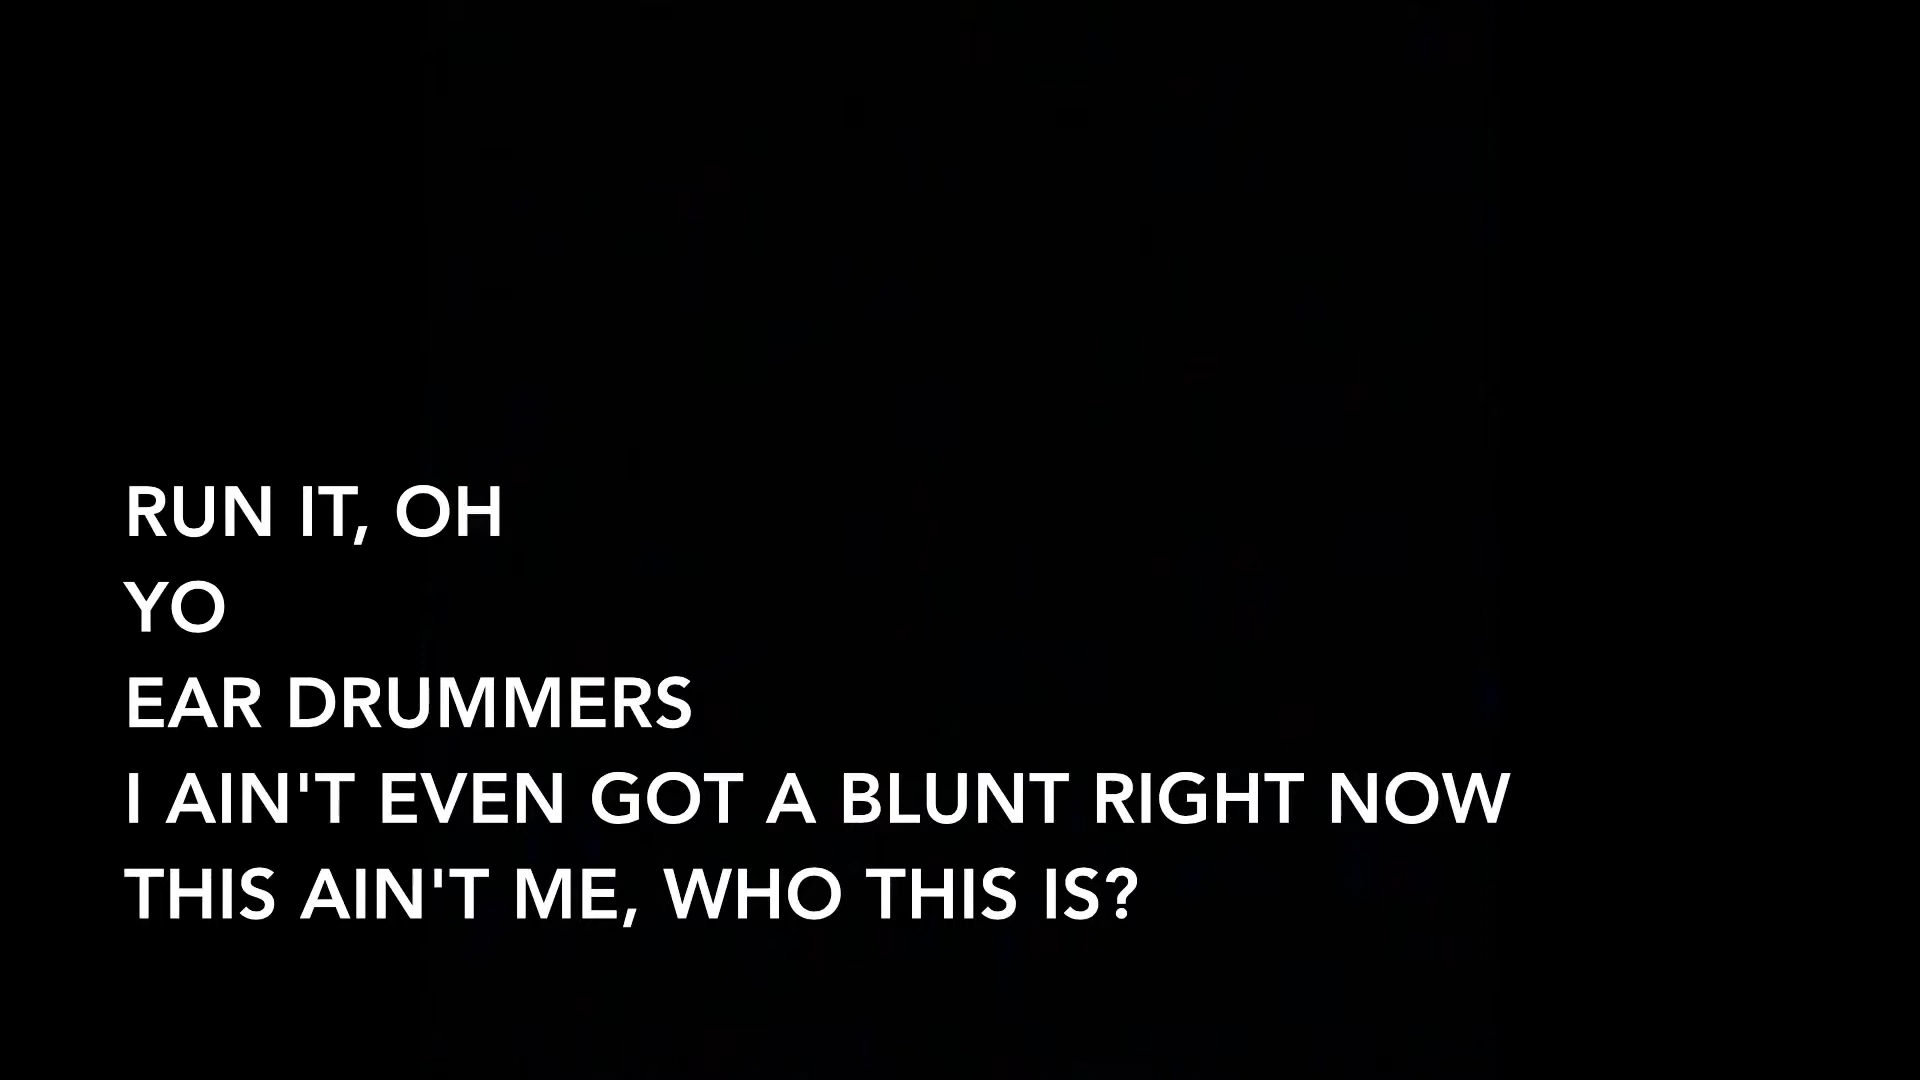 RUN IT, OH
YO
EAR DRUMMERS
I AIN'T EVEN GOT A BLUNT RIGHT NOW
THIS AIN'T ME, WHO THIS IS?